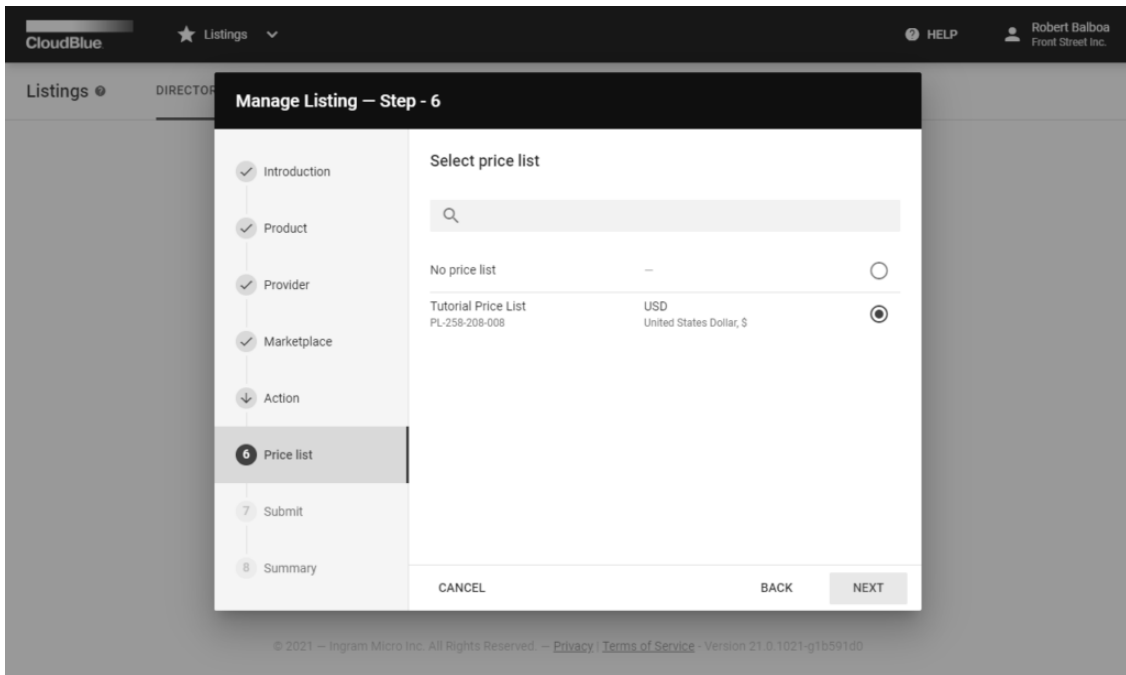 CloudBlue
Listings
HELP
Robert Balboa
Front Street Inc.
Listings
DIRECTOR
Manage Listing — Step - 6
Introduction
Product
Provider
Marketplace
Action
6 Price list
7 Submit
8 Summary
Select price list
No price list –
Tutorial Price List USD
PL-258-208-008 United States Dollar, $
CANCEL BACK NEXT
© 2021 — Ingram Micro Inc. All Rights Reserved. — Privacy | Terms of Service - Version 21.0.1021-g1b591d0